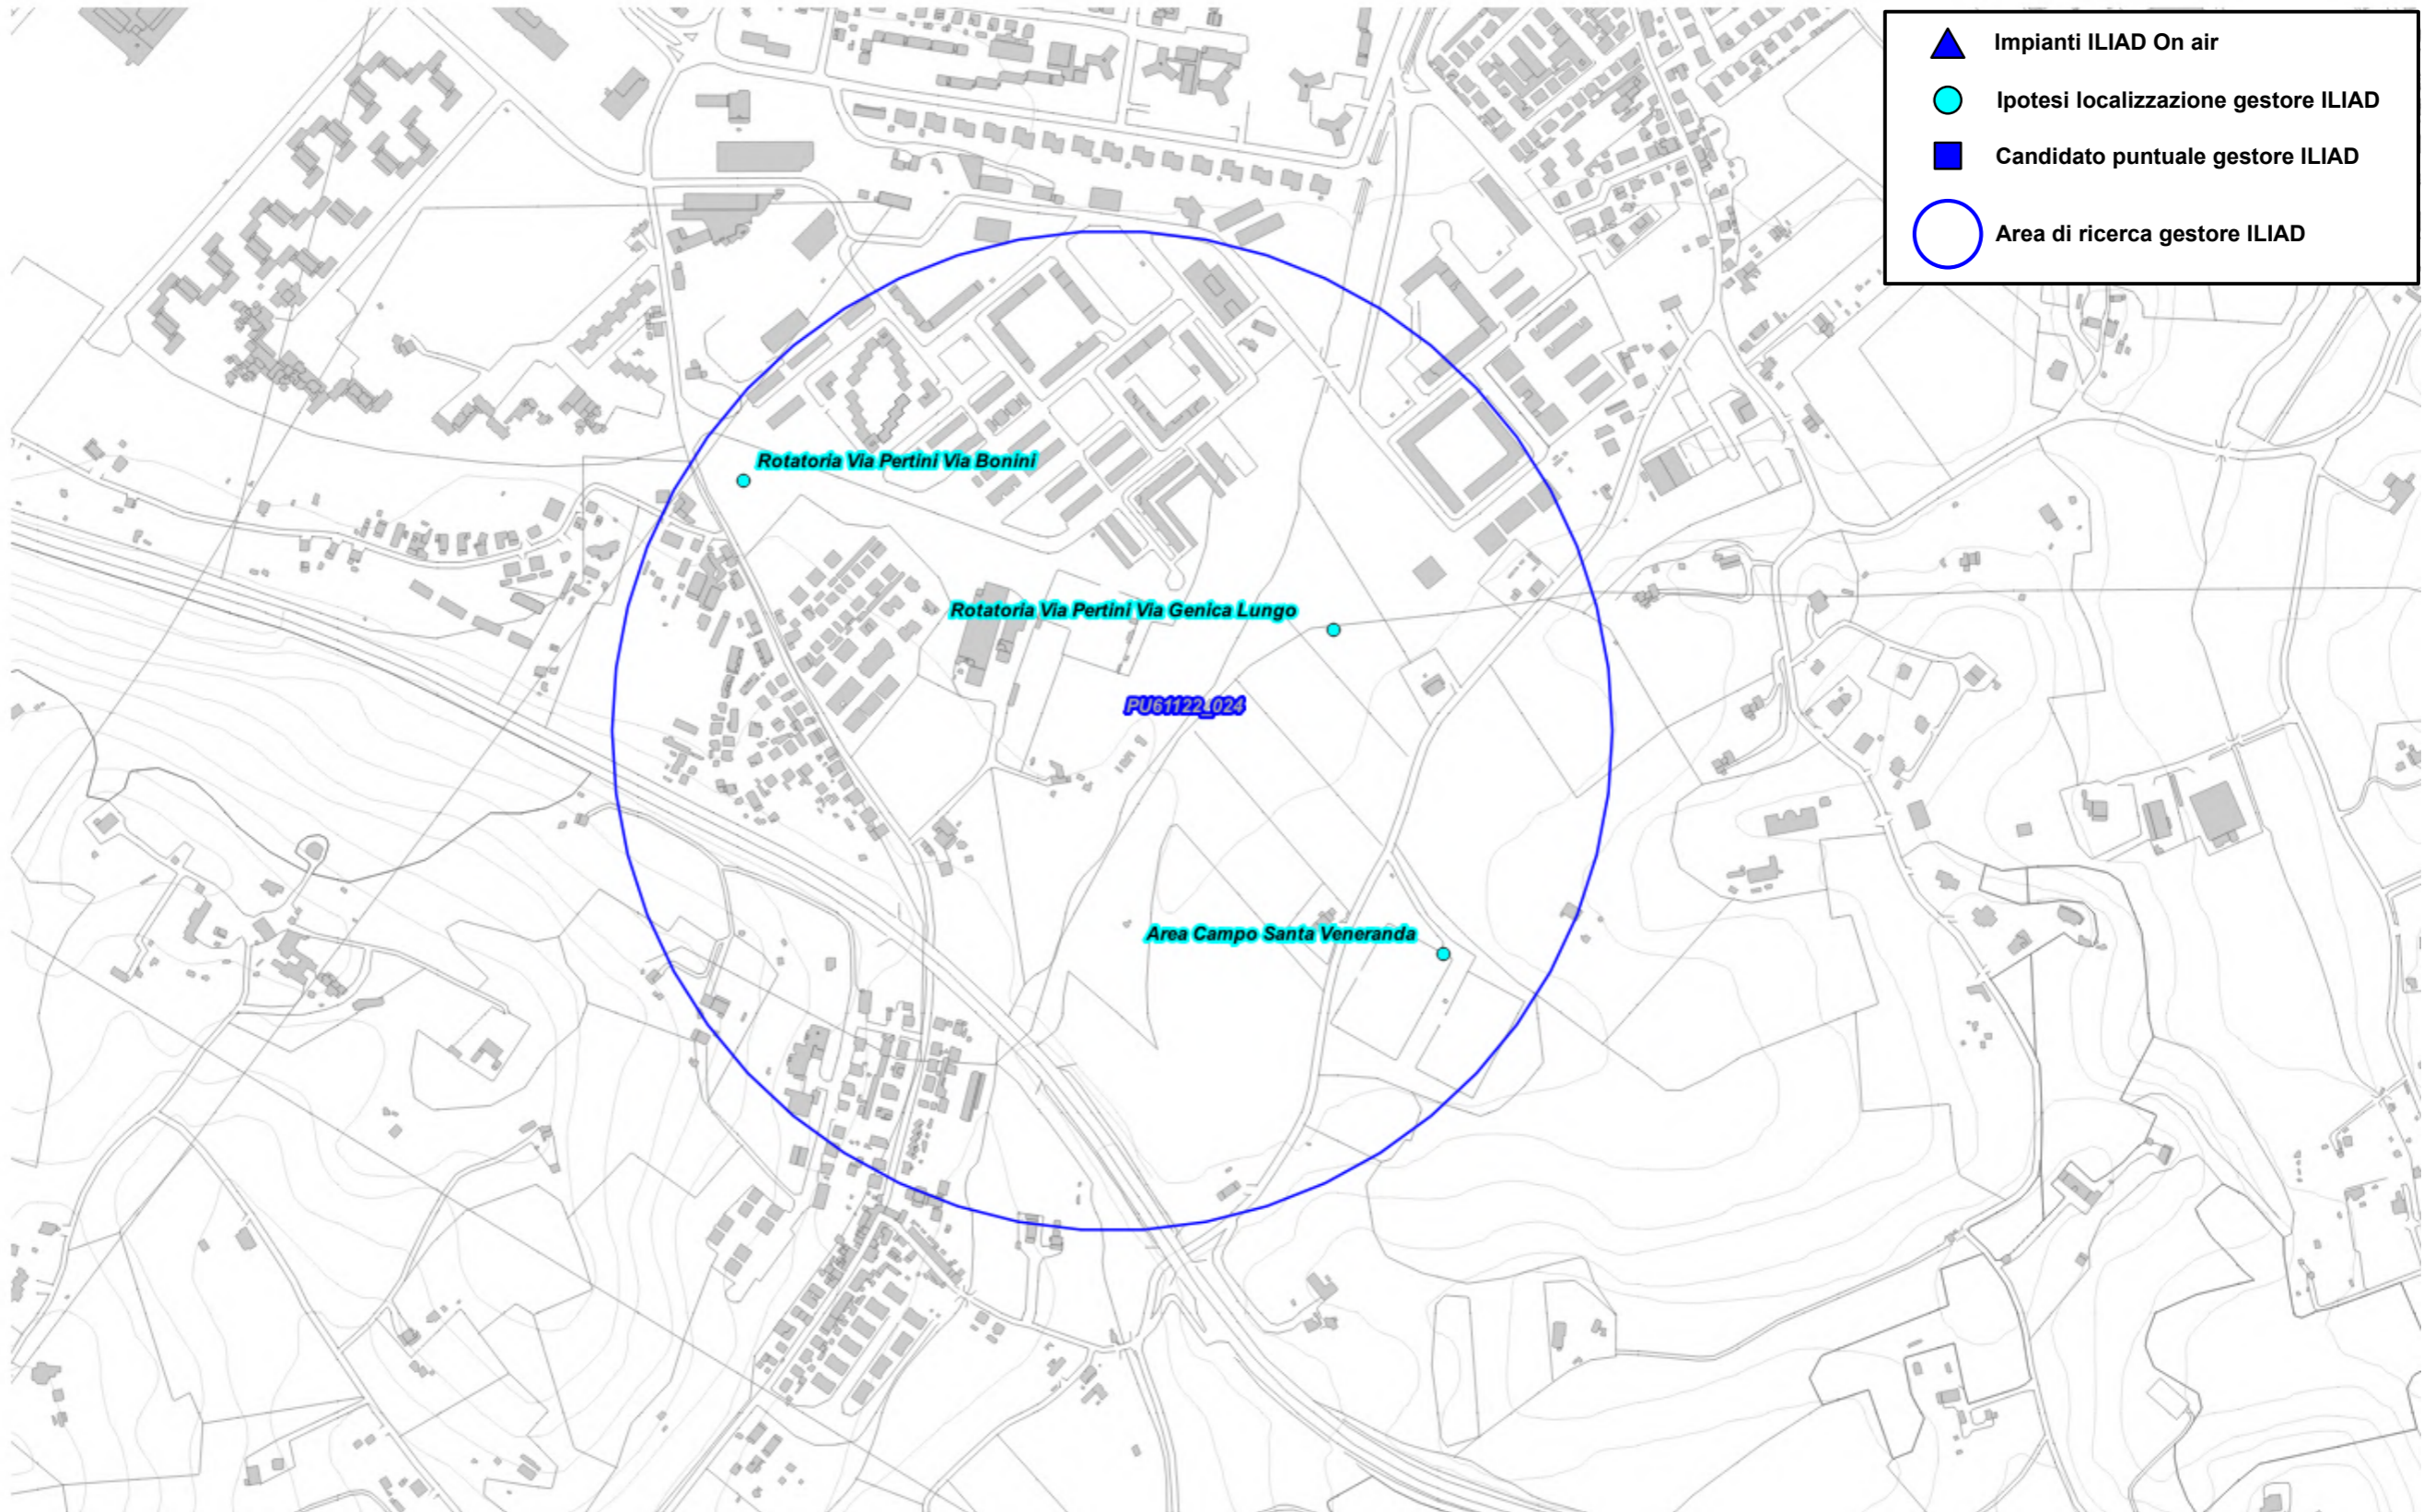 Impianti ILIAD On air
Ipotesi localizzazione gestore ILIAD
Candidato puntuale gestore ILIAD
Area di ricerca gestore ILIAD
Rotatoria Via Pertini Via Bonini
Rotatoria Via Pertini Via Genica Lungo
PU61122_024
Area Campo Santa Veneranda